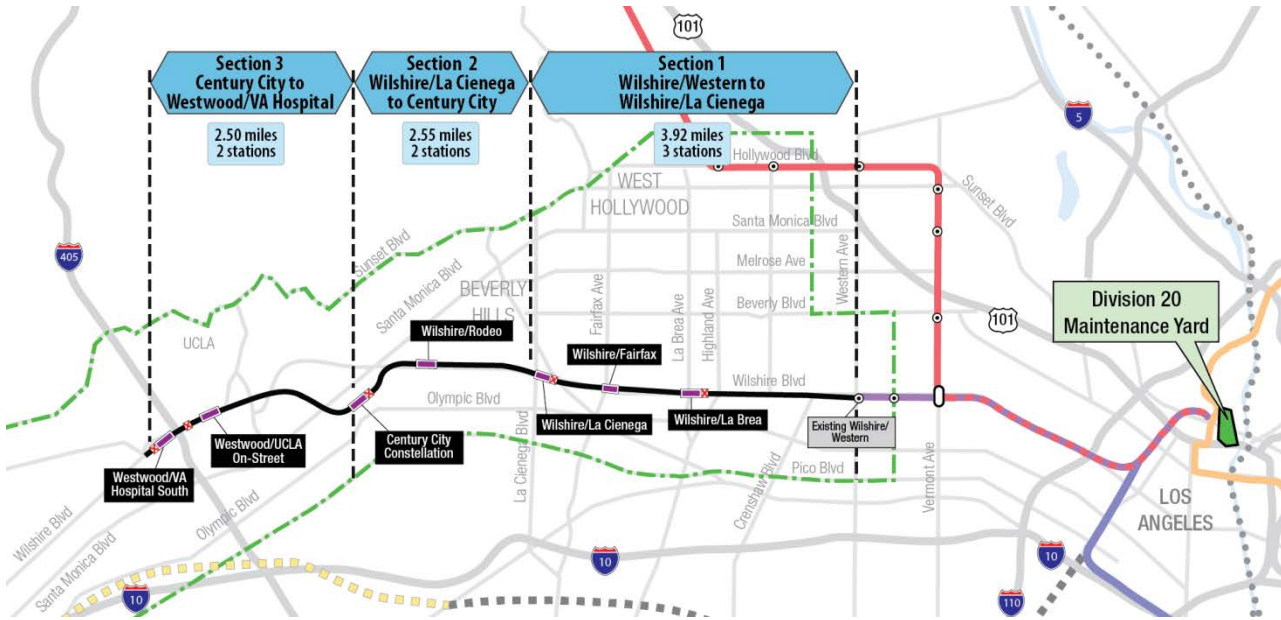 101
Section 3
Century City to
Westwood/VA Hospital
2.50 miles
2 stations
Section 2
Wilshire/La Cienega
to Century City
2.55 miles
2 stations
Section 1
Wilshire/Western to
Wilshire/La Cienega
3.92 miles
3 stations
5
Hollywood Blvd
WEST
HOLLYWOOD
Sunset Blvd
Santa Monica Blvd
405
Sunset Blvd
Melrose Ave
Western Ave
Santa Monica Blvd
BEVERLY
HILLS
Fairfax Ave
La Brea Ave
Highland Ave
Beverly Blvd
101
Division 20
Maintenance Yard
UCLA
Wilshire/Rodeo
Wilshire/Fairfax
Wilshire Blvd
Olympic Blvd
Wilshire/La Cienega
Wilshire/La Brea
Existing Wilshire/
Western
Westwood/UCLA
On-Street
Century City
Constellation
La Cienega Blvd
Westwood/VA
Hospital South
Pico Blvd
Crenshaw Blvd
Vermont Ave
LOS
ANGELES
Wilshire Blvd
Olympic Blvd
Santa Monica Blvd
10
10
10
110